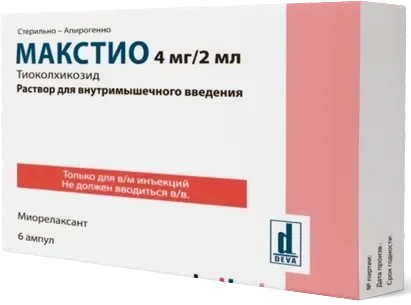 Стерильно – Апирогенно
МАКСТИО 4 мг/2 мл
Тиоколхикозид
Раствор для внутримышечного введения
Только для в/м инъекций
Не должен вводиться в/в.
Миорелаксант
6 ампул
d
DEVA
№ партии:
Дата произв.:
Срок годности: